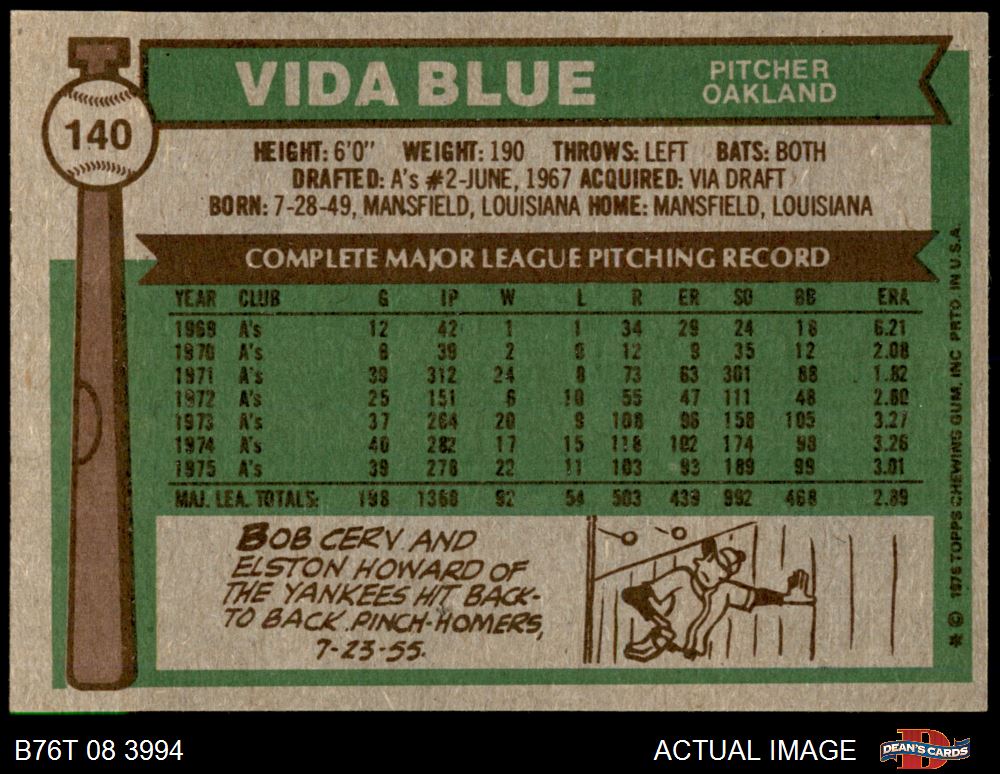 140
VIDA BLUE
PITCHER
OAKLAND
HEIGHT: 6'0" WEIGHT: 190 THROWS: LEFT BATS: BOTH
DRAFTED: A's #2-JUNE, 1967 ACQUIRED: VIA DRAFT
BORN: 7-28-49, MANSFIELD, LOUISIANA HOME: MANSFIELD, LOUISIANA
COMPLETE MAJOR LEAGUE PITCHING RECORD
YEAR CLUB G IP W L R ER SO BB ERA
1969 A's 12 42 1 1 34 29 24 18 6.21
1970 A's 6 39 2 0 12 9 35 12 2.08
1971 A's 39 312 24 8 73 63 301 88 1.82
1972 A's 25 151 6 10 55 47 111 48 2.80
1973 A's 37 264 20 9 108 96 158 105 3.27
1974 A's 40 282 17 15 118 102 174 98 3.26
1975 A's 39 278 22 11 103 93 189 99 3.01
MAJ. LEA. TOTALS: 198 1368 92 54 503 439 992 468 2.89
BOB CERV AND
ELSTON HOWARD OF
THE YANKEES HIT BACK-
TO BACK PINCH-HOMERS,
7-23-55.
* © 1976 TOPPS CHEWING GUM, INC PRTD. IN U.S.A.
B76T 08 3994
ACTUAL IMAGE
DEAN'S CARDS